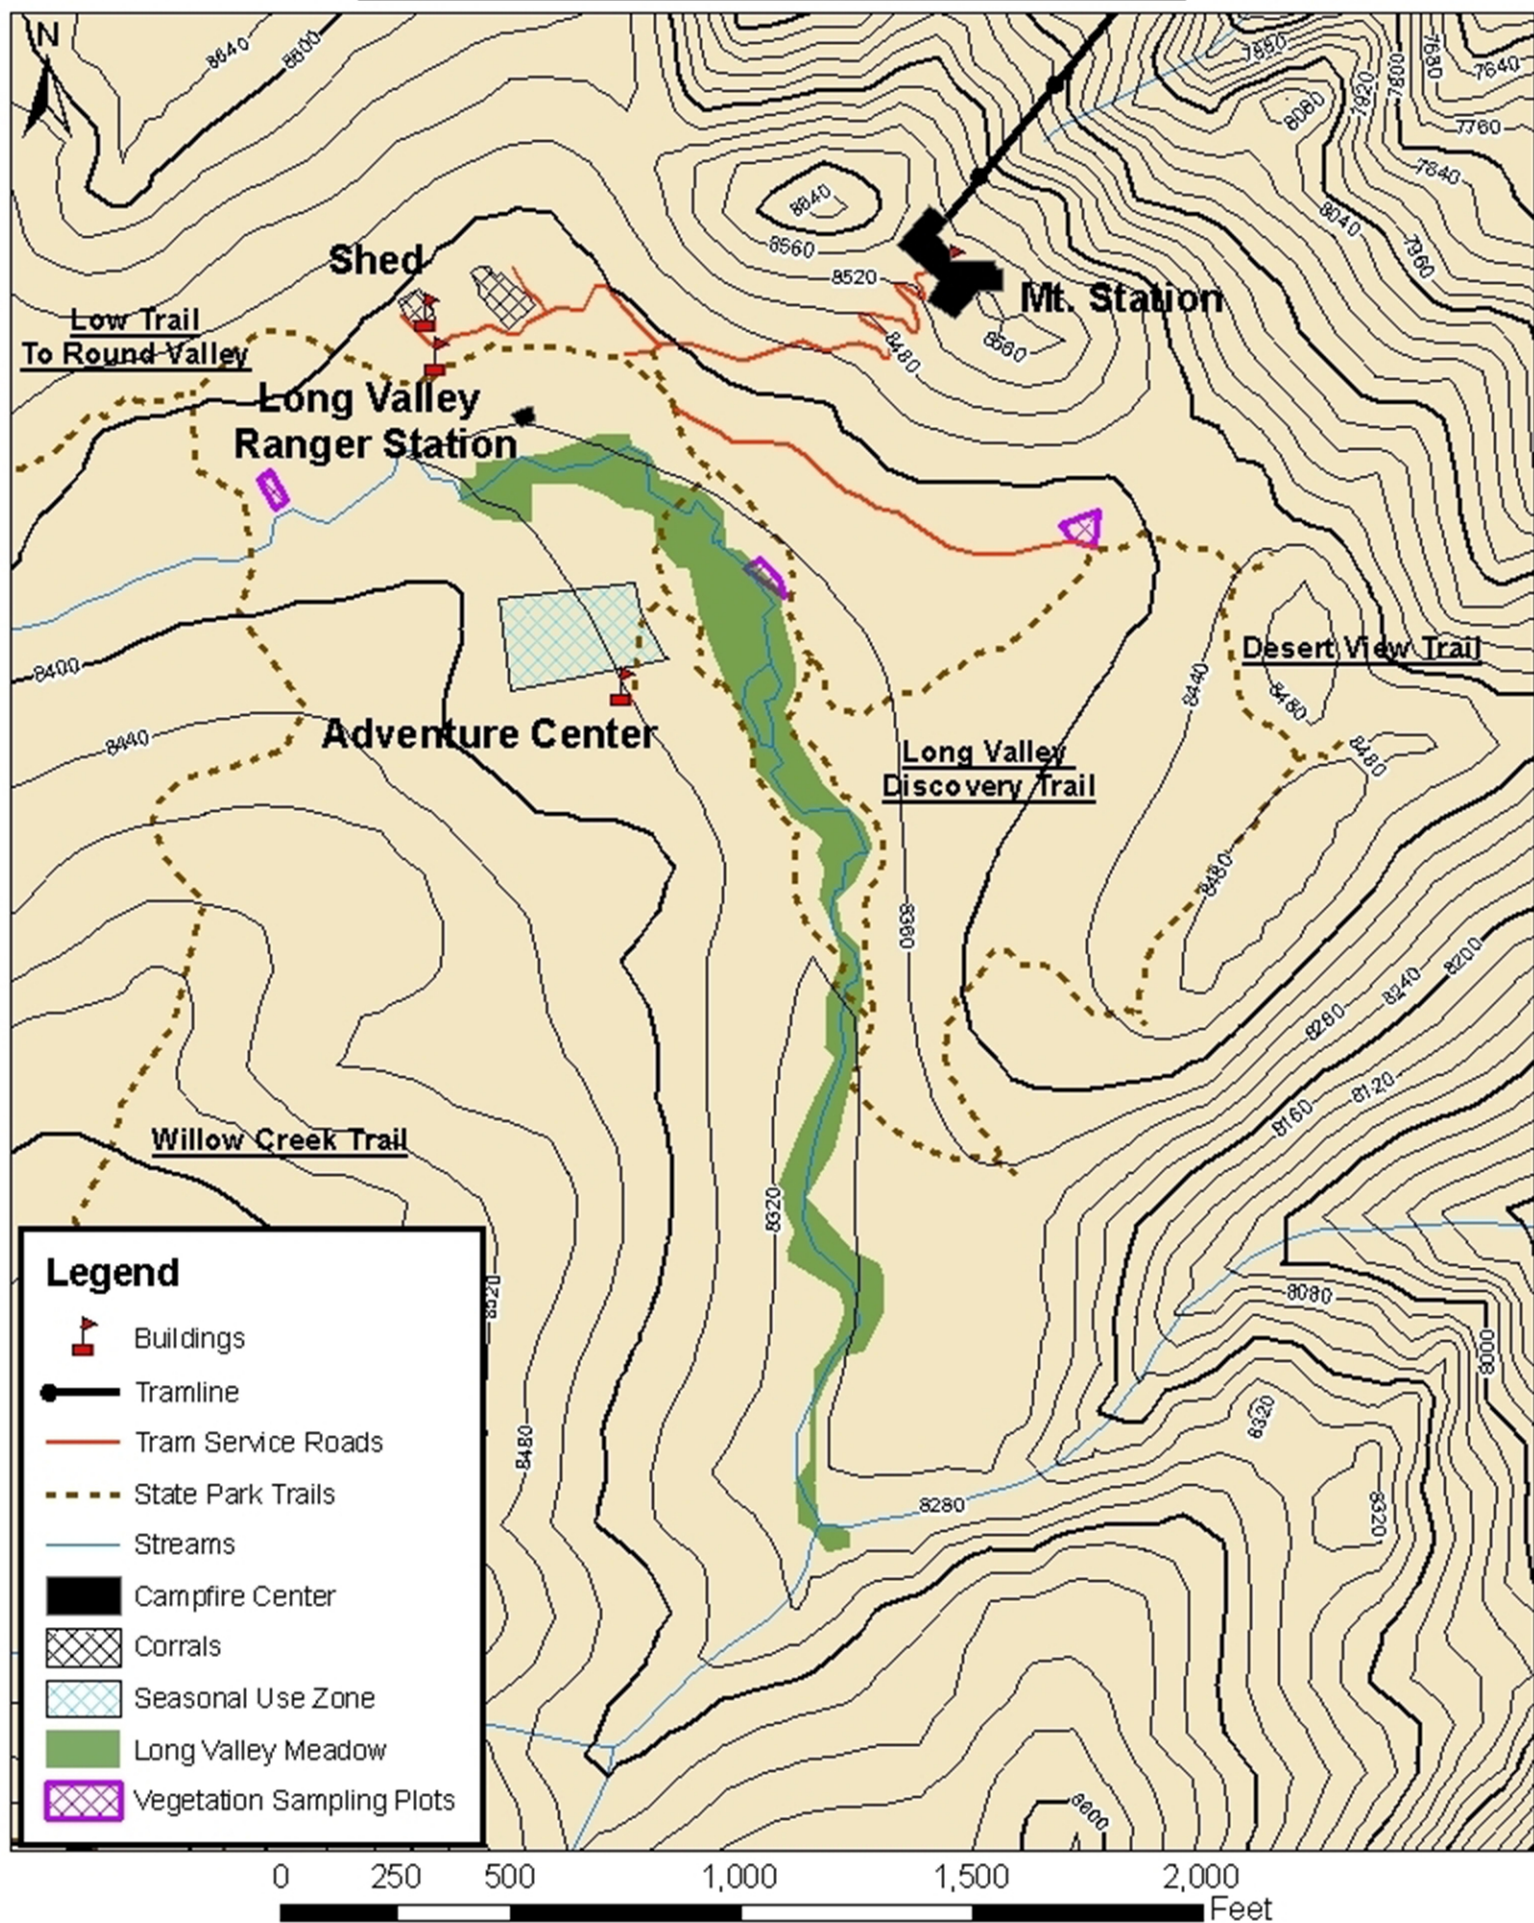 N
8640
8600
7880
7680
7640
7800
7920
8080
7760
7840
8640
8040
8560
7960
8520
Shed
Mt. Station
Low Trail
To Round Valley
8480
8560
Long Valley
Ranger Station
8400
Desert View Trail
8440
8480
8440
Adventure Center
8480
Long Valley
Discovery Trail
8480
8360
8200
8240
8280
8120
8160
Willow Creek Trail
8320
8520
8080
8000
8320
8480
8280
8320
8600
Legend
Buildings
Tramline
Tram Service Roads
State Park Trails
Streams
Campfire Center
Corrals
Seasonal Use Zone
Long Valley Meadow
Vegetation Sampling Plots
0 250 500 1,000 1,500 2,000
Feet